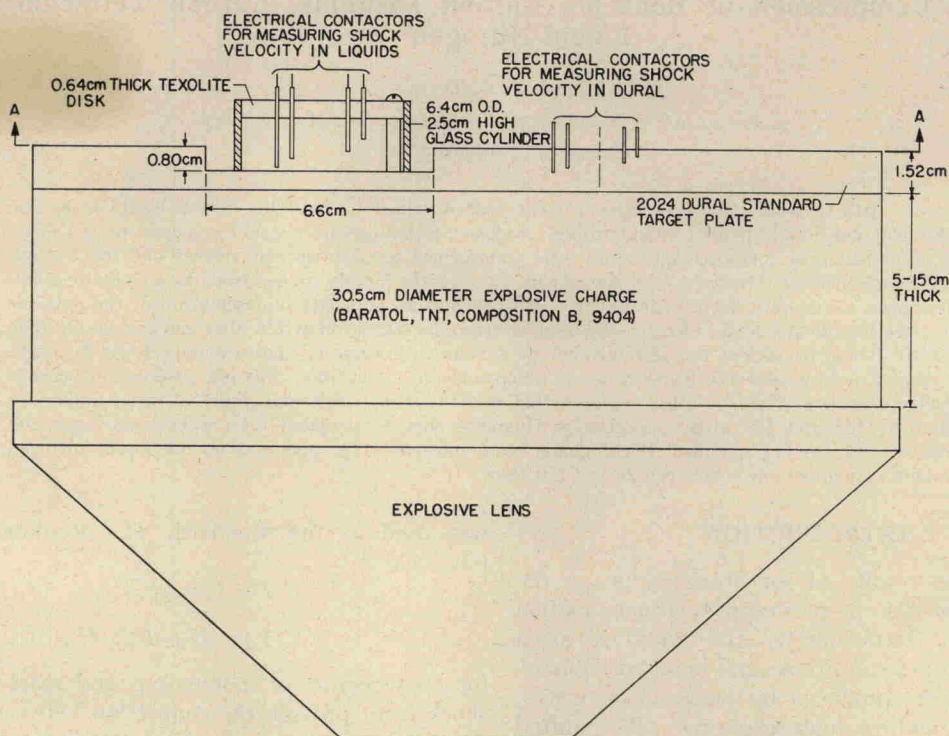 ELECTRICAL CONTACTORS
FOR MEASURING SHOCK
VELOCITY IN LIQUIDS
ELECTRICAL CONTACTORS
FOR MEASURING SHOCK
VELOCITY IN DURAL
0.64cm THICK TEXOLITE
DISK
6.4cm O.D.
2.5cm HIGH
GLASS CYLINDER
A
A
0.80cm
1.52cm
6.6cm
2024 DURAL STANDARD
TARGET PLATE
5-15cm
THICK
30.5cm DIAMETER EXPLOSIVE CHARGE
(BARATOL, TNT, COMPOSITION B, 9404)
EXPLOSIVE LENS